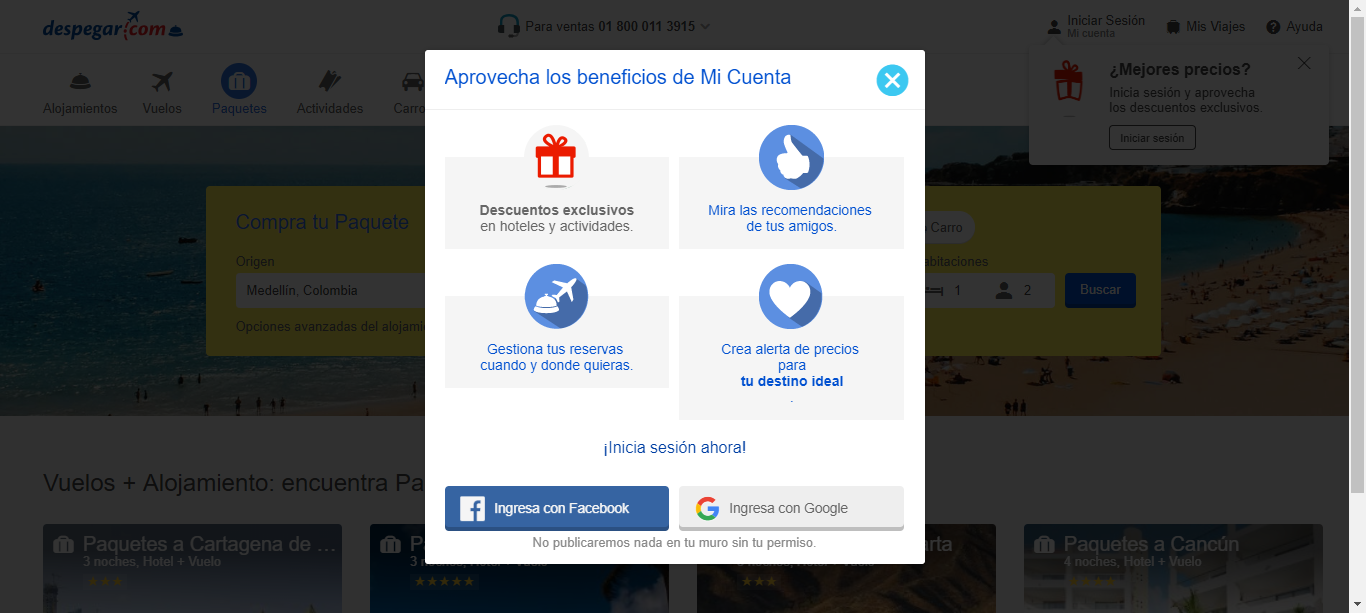 despegar.com
Para ventas 01 800 011 3915
Iniciar Sesión
Mi cuenta
Mis Viajes
Ayuda
Alojamientos
Vuelos
Paquetes
Actividades
Carro
¿Mejores precios?
Inicia sesión y aprovecha
los descuentos exclusivos.
Iniciar sesión
Aprovecha los beneficios de Mi Cuenta
Descuentos exclusivos
en hoteles y actividades.
Mira las recomendaciones
de tus amigos.
Gestiona tus reservas
cuando y donde quieras.
Crea alerta de precios
para
tu destino ideal
.
¡Inicia sesión ahora!
Ingresa con Facebook
Ingresa con Google
No publicaremos nada en tu muro sin tu permiso.
Compra tu Paquete
Carro
Origen
Medellín, Colombia
1
2
Buscar
Opciones avanzadas del alojami
Vuelos + Alojamiento: encuentra Pa
Paquetes a Cartagena de ...
3 noches, Hotel + Vuelo
3 noches, Hotel + Vuelo
3 noches, Hotel + Vuelo
Paquetes a Cancún
4 noches, Hotel + Vuelo